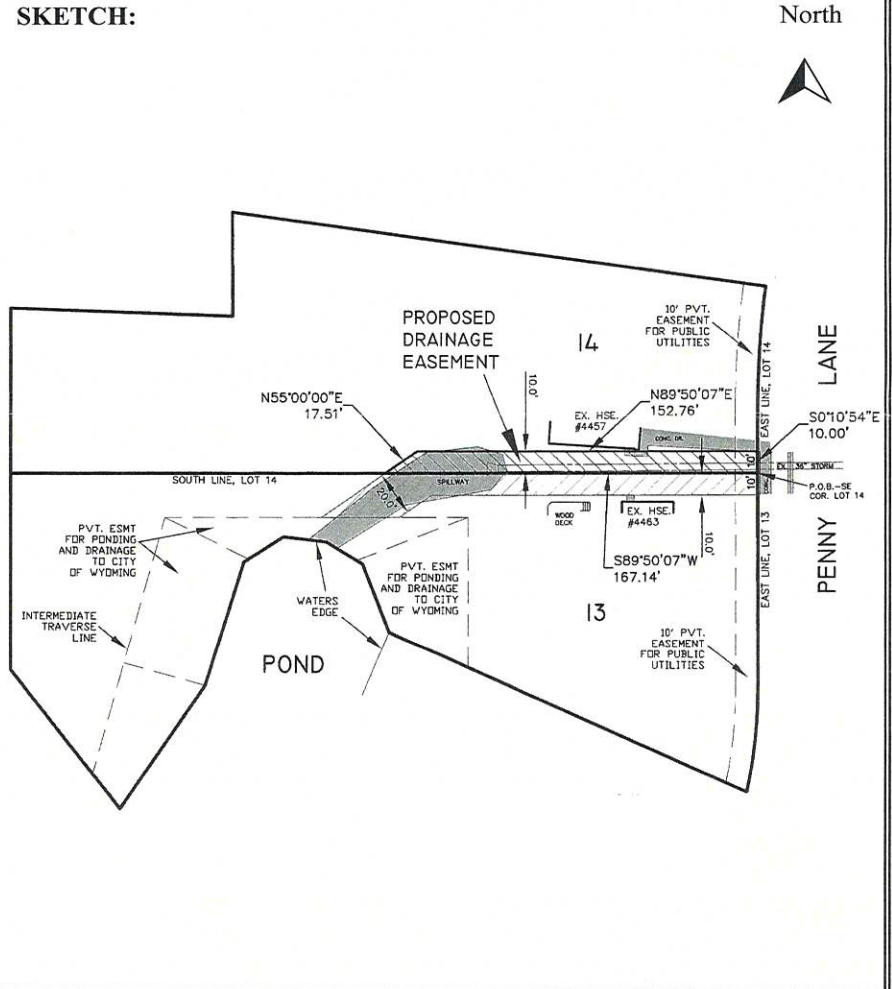 SKETCH:
North
PROPOSED
DRAINAGE
EASEMENT
14
10' PVT.
EASEMENT
FOR PUBLIC
UTILITIES
EAST LINE, LOT 14
PENNY LANE
N55°00'00"E
17.51'
10.0'
EX. HSE.
#4457
N89°50'07"E
152.76'
CONC. DR.
S0°10'54"E
10.00'
10'
EX. 36" STORM
SOUTH LINE, LOT 14
SPILLWAY
20.0'
10'
CONC.
P.O.B.-SE
COR. LOT 14
WOOD
DECK
EX. HSE.
#4463
10.0'
EAST LINE, LOT 13
S89°50'07"W
167.14'
PVT. ESMT
FOR PONDING
AND DRAINAGE
TO CITY
OF WYOMING
PVT. ESMT
FOR PONDING
AND DRAINAGE
TO CITY
OF WYOMING
WATERS
EDGE
13
INTERMEDIATE
TRAVERSE
LINE
POND
10' PVT.
EASEMENT
FOR PUBLIC
UTILITIES